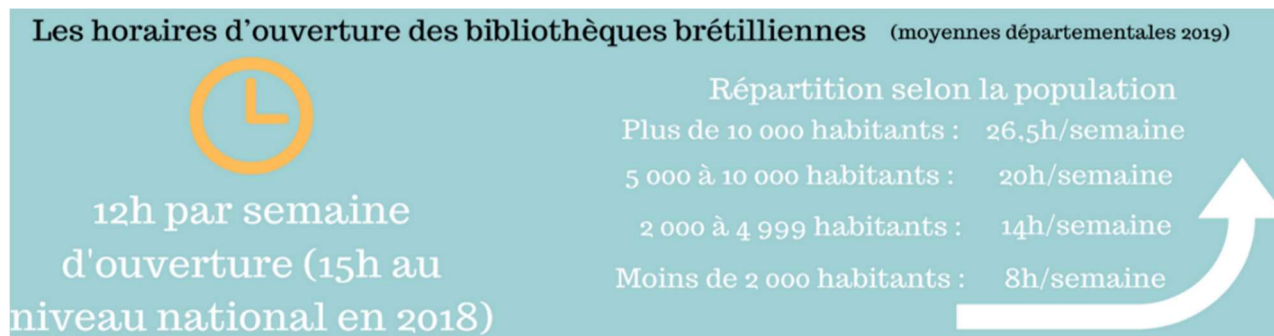 Les horaires d'ouverture des bibliothèques brétilliennes (moyennes départementales 2019)
12h par semaine
d'ouverture (15h au
niveau national en 2018)
Répartition selon la population
Plus de 10 000 habitants : 26,5h/semaine
5 000 à 10 000 habitants : 20h/semaine
2 000 à 4 999 habitants : 14h/semaine
Moins de 2 000 habitants : 8h/semaine